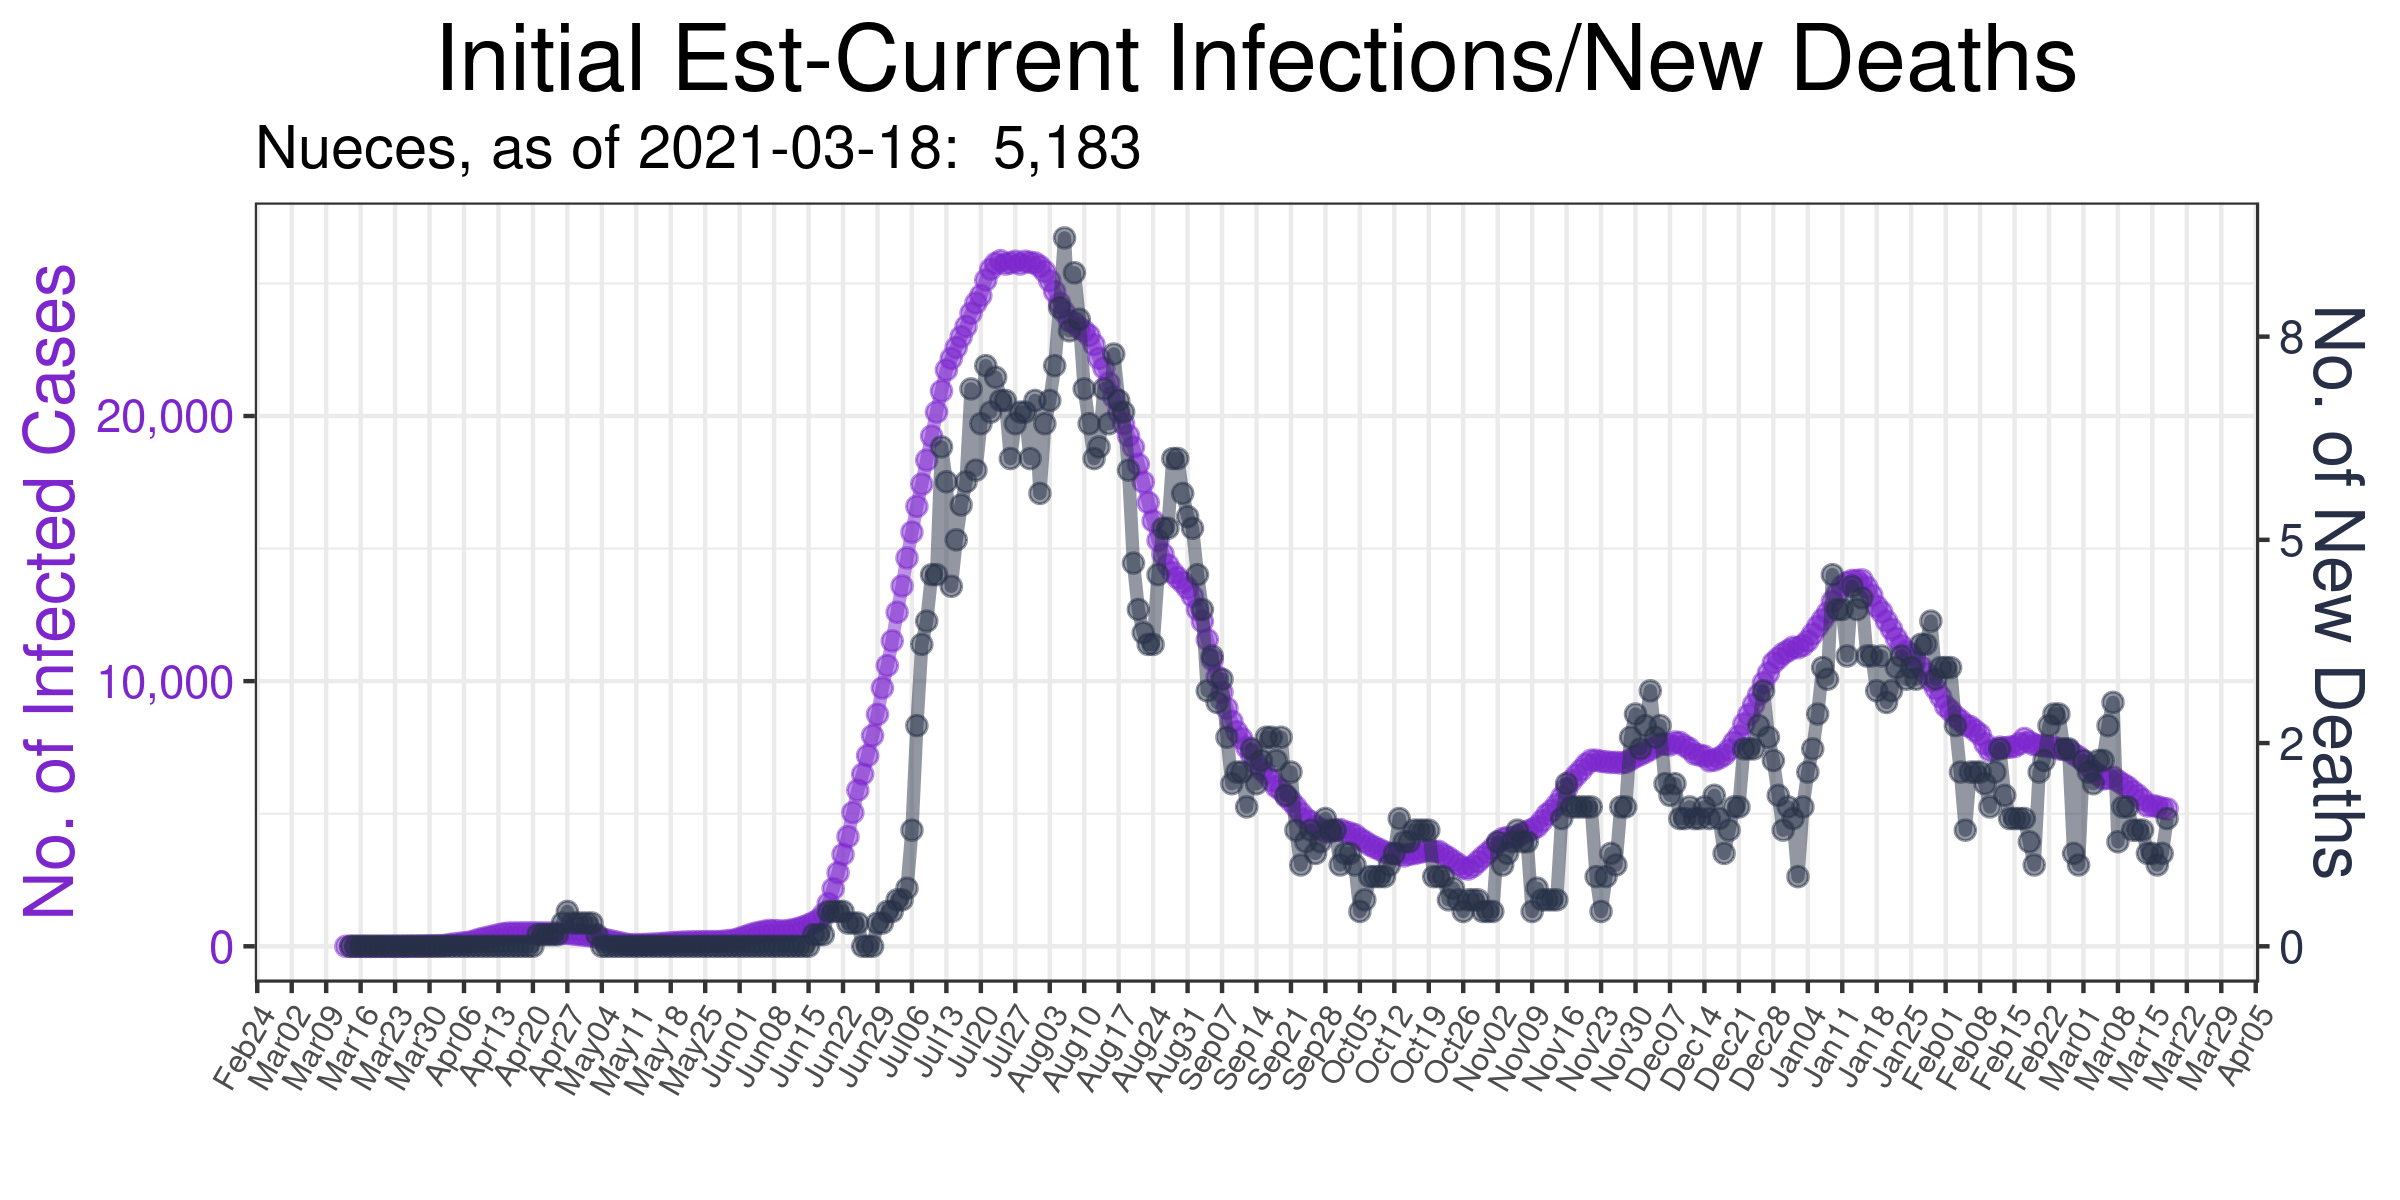 Initial Est-Current Infections/New Deaths
Nueces, as of 2021-03-18: 5,183
No. of Infected Cases
20,000
10,000
0
No. of New Deaths
8
5
2
0
Feb24
Mar02
Mar09
Mar16
Mar23
Mar30
Apr06
Apr13
Apr20
Apr27
May04
May11
May18
May25
Jun01
Jun08
Jun15
Jun22
Jun29
Jul06
Jul13
Jul20
Jul27
Aug03
Aug10
Aug17
Aug24
Aug31
Sep07
Sep14
Sep21
Sep28
Oct05
Oct12
Oct19
Oct26
Nov02
Nov09
Nov16
Nov23
Nov30
Dec07
Dec14
Dec21
Dec28
Jan04
Jan11
Jan18
Jan25
Feb01
Feb08
Feb15
Feb22
Mar01
Mar08
Mar15
Mar22
Mar29
Apr05